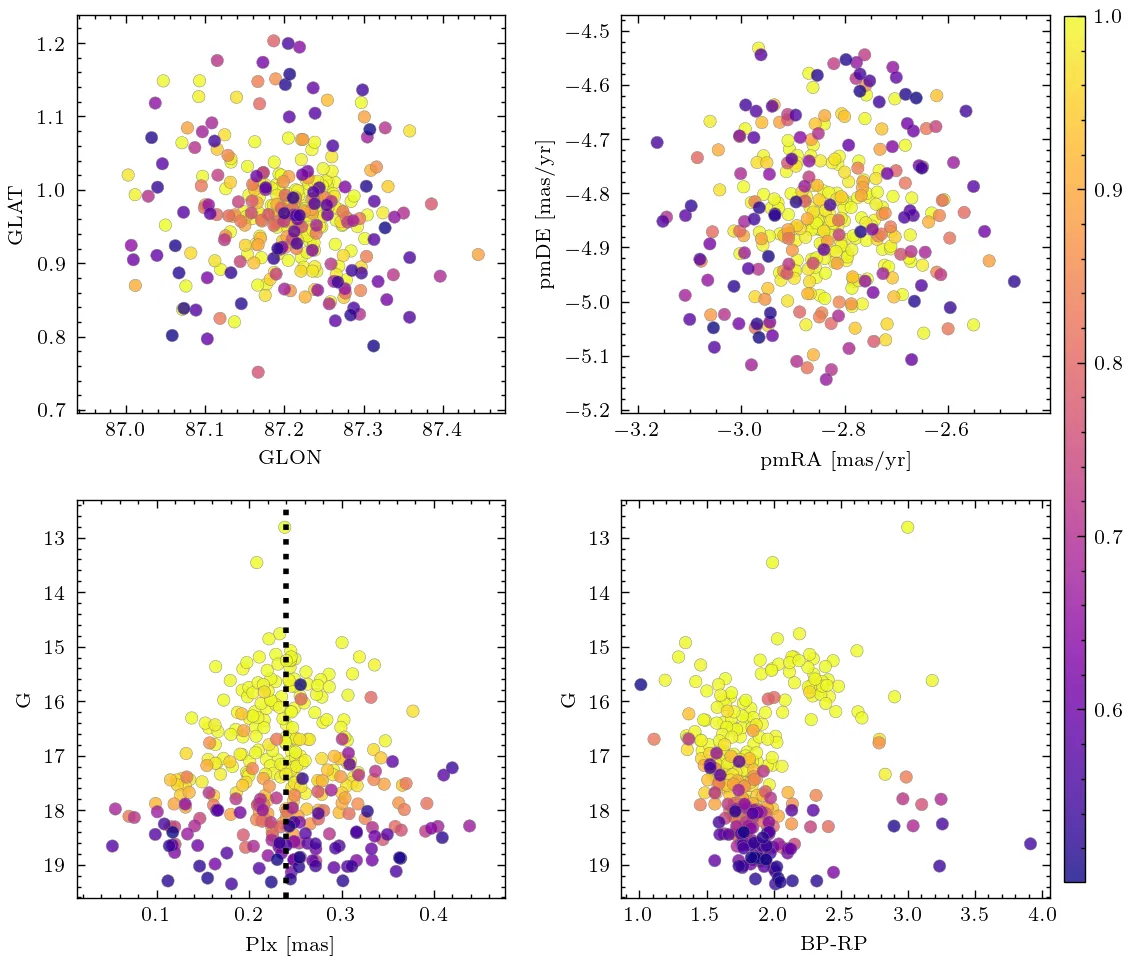 1.2
1.1
1.0
0.9
0.8
0.7
GLAT
87.0 87.1 87.2 87.3 87.4
GLON
−4.5
−4.6
−4.7
−4.8
−4.9
−5.0
−5.1
−5.2
pmDE [mas/yr]
−3.2 −3.0 −2.8 −2.6
pmRA [mas/yr]
13
14
15
16
17
18
19
G
0.1 0.2 0.3 0.4
Plx [mas]
13
14
15
16
17
18
19
G
1.0 1.5 2.0 2.5 3.0 3.5 4.0
BP-RP
1.0
0.9
0.8
0.7
0.6